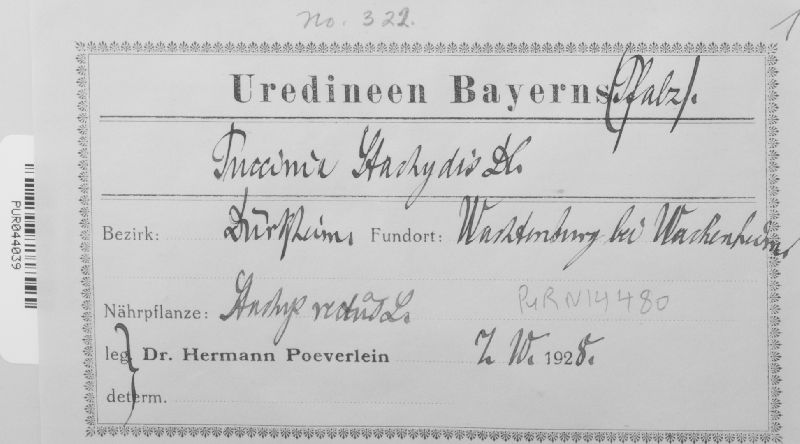 No. 322.
1
Uredineen Bayerns (Pfalz).
Puccinia Stachydis DC.
Bezirk: Dürkheim. Fundort: Wachtenburg bei Wachenheim.
Nährpflanze: Stachys recta L.
PUR N14480
leg. Dr. Hermann Poeverlein 7. 1928.
determ.
PUR044039